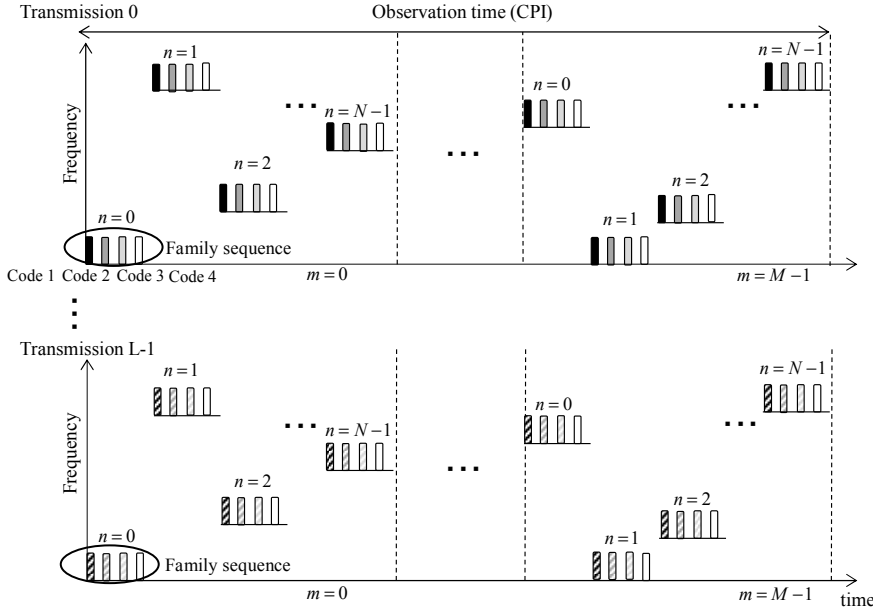 Transmission 0
Observation time (CPI)
n = 1
n = N − 1
n = 0
n = N − 1
n = 2
n = 2
Frequency
n = 0
n = 1
Family sequence
Code 1 Code 2 Code 3 Code 4
m = 0
m = M − 1
Transmission L-1
n = 1
n = N − 1
n = 0
n = N − 1
n = 2
n = 2
Frequency
n = 0
n = 1
Family sequence
m = 0
m = M − 1
time